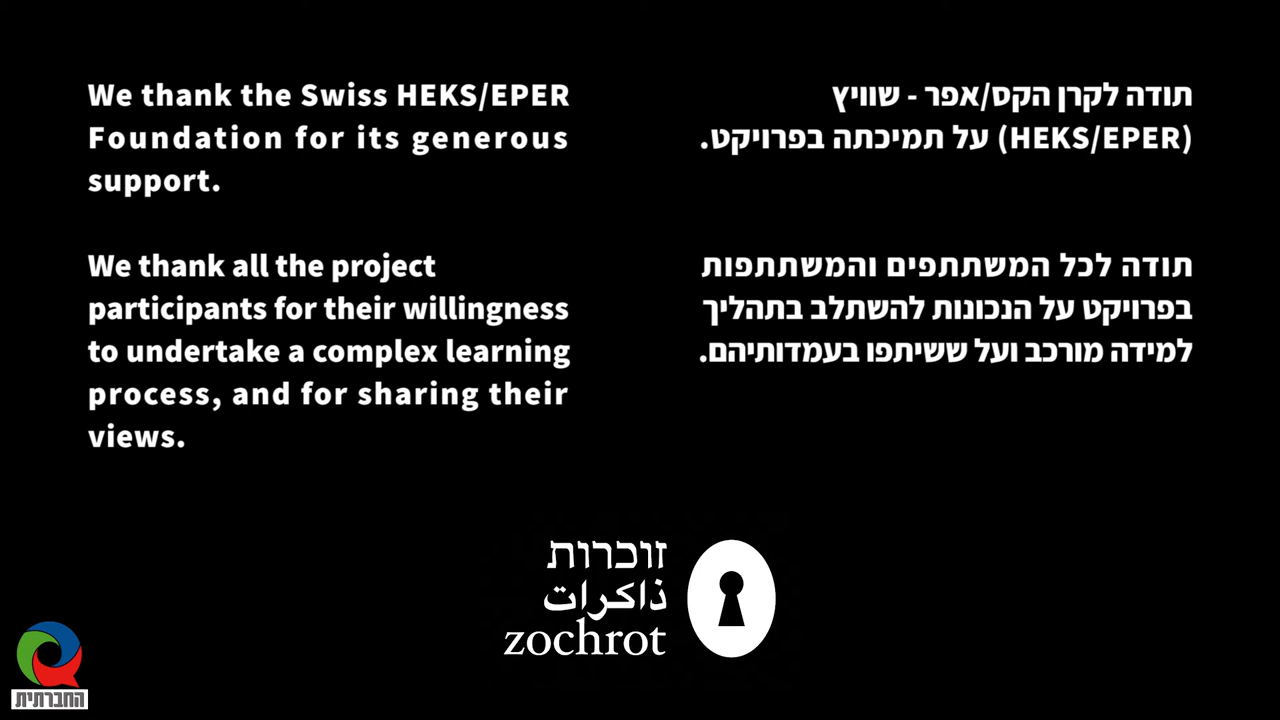 We thank the Swiss HEKS/EPER
Foundation for its generous
support.
We thank all the project
participants for their willingness
to undertake a complex learning
process, and for sharing their
views.
תודה לקרן הקס/אפר - שוויץ
(HEKS/EPER) על תמיכתה בפרויקט.
תודה לכל המשתתפים והמשתתפות
בפרויקט על הנכונות להשתלב בתהליך
למידה מורכב ועל ששיתפו בעמדותיהם.
זוכרות
ذاكرات
zochrot
החברתית